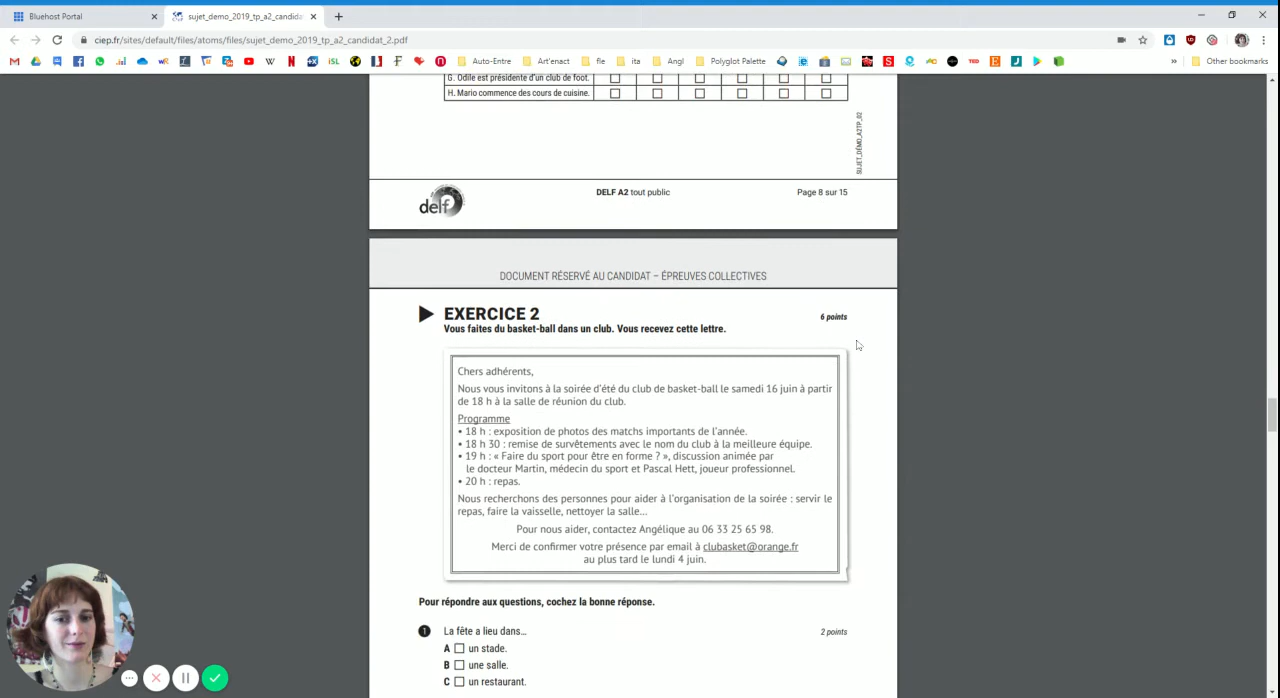 Bluehost Portal
sujet_demo_2019_tp_a2_candidat
ciep.fr/sites/default/files/atoms/files/sujet_demo_2019_tp_a2_candidat_2.pdf
Auto-Entre
Art'enact
fle
ita
Angl
Polyglot Palette
Other bookmarks
G. Odile est présidente d'un club de foot.
H. Mario commence des cours de cuisine.
SUJET_DÉMO_A2TP_02
delf
DELF A2 tout public
Page 8 sur 15
DOCUMENT RÉSERVÉ AU CANDIDAT – ÉPREUVES COLLECTIVES
EXERCICE 2
6 points
Vous faites du basket-ball dans un club. Vous recevez cette lettre.
Chers adhérents,
Nous vous invitons à la soirée d'été du club de basket-ball le samedi 16 juin à partir
de 18 h à la salle de réunion du club.
Programme
• 18 h : exposition de photos des matchs importants de l'année.
• 18 h 30 : remise de survêtements avec le nom du club à la meilleure équipe.
• 19 h : « Faire du sport pour être en forme ? », discussion animée par
le docteur Martin, médecin du sport et Pascal Hett, joueur professionnel.
• 20 h : repas.
Nous recherchons des personnes pour aider à l'organisation de la soirée : servir le
repas, faire la vaisselle, nettoyer la salle...
Pour nous aider, contactez Angélique au 06 33 25 65 98.
Merci de confirmer votre présence par email à clubasket@orange.fr
au plus tard le lundi 4 juin.
Pour répondre aux questions, cochez la bonne réponse.
1 La fête a lieu dans...
2 points
A un stade.
B une salle.
C un restaurant.